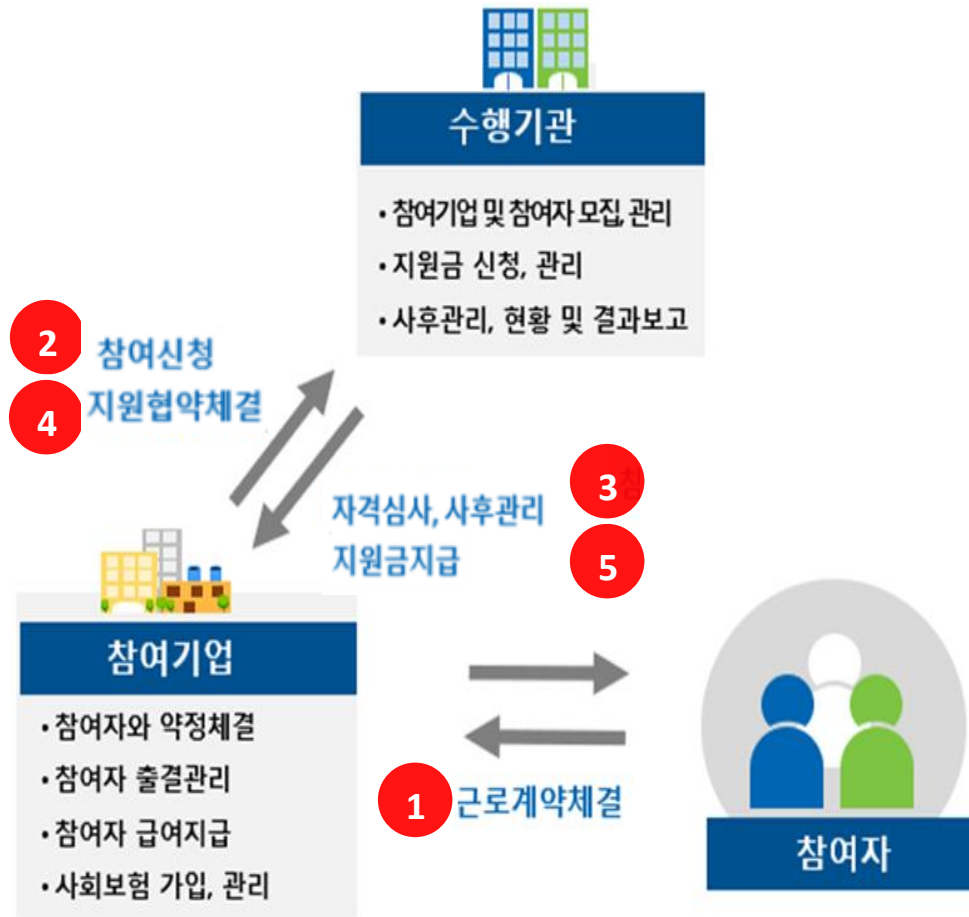 수행기관
• 참여기업 및 참여자 모집, 관리
• 지원금 신청, 관리
• 사후관리, 현황 및 결과보고
2 참여신청
4 지원협약체결
자격심사, 사후관리 3
지원금지급 5
참여기업
• 참여자와 약정체결
• 참여자 출결관리
• 참여자 급여지급
• 사회보험 가입, 관리
1 근로계약체결
참여자